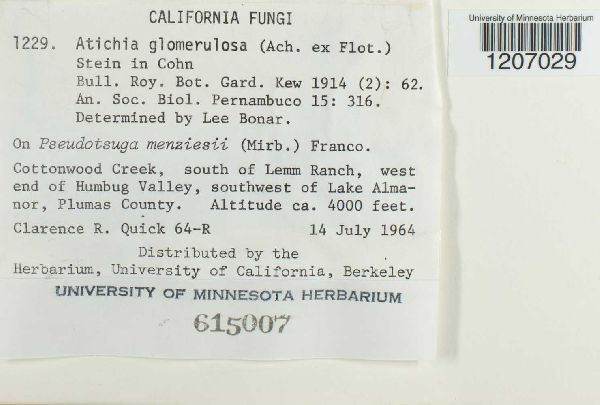 CALIFORNIA FUNGI
1229. Atichia glomerulosa (Ach. ex Flot.)
Stein in Cohn
Bull. Roy. Bot. Gard. Kew 1914 (2): 62.
An. Soc. Biol. Pernambuco 15: 316.
Determined by Lee Bonar.
On Pseudotsuga menziesii (Mirb.) Franco.
Cottonwood Creek, south of Lemm Ranch, west
end of Humbug Valley, southwest of Lake Alma-
nor, Plumas County. Altitude ca. 4000 feet.
Clarence R. Quick 64-R 14 July 1964
Distributed by the
Herbarium, University of California, Berkeley
UNIVERSITY OF MINNESOTA HERBARIUM
615007
University of Minnesota Herbarium
1207029